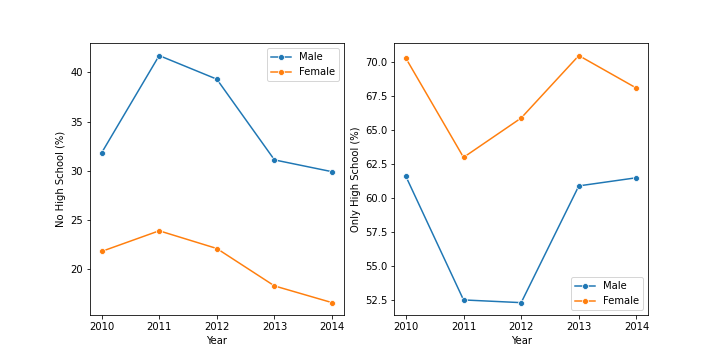 No High School (%)
40
35
30
25
20
2010 2011 2012 2013 2014
Year
Male
Female
Only High School (%)
70.0
67.5
65.0
62.5
60.0
57.5
55.0
52.5
2010 2011 2012 2013 2014
Year
Male
Female